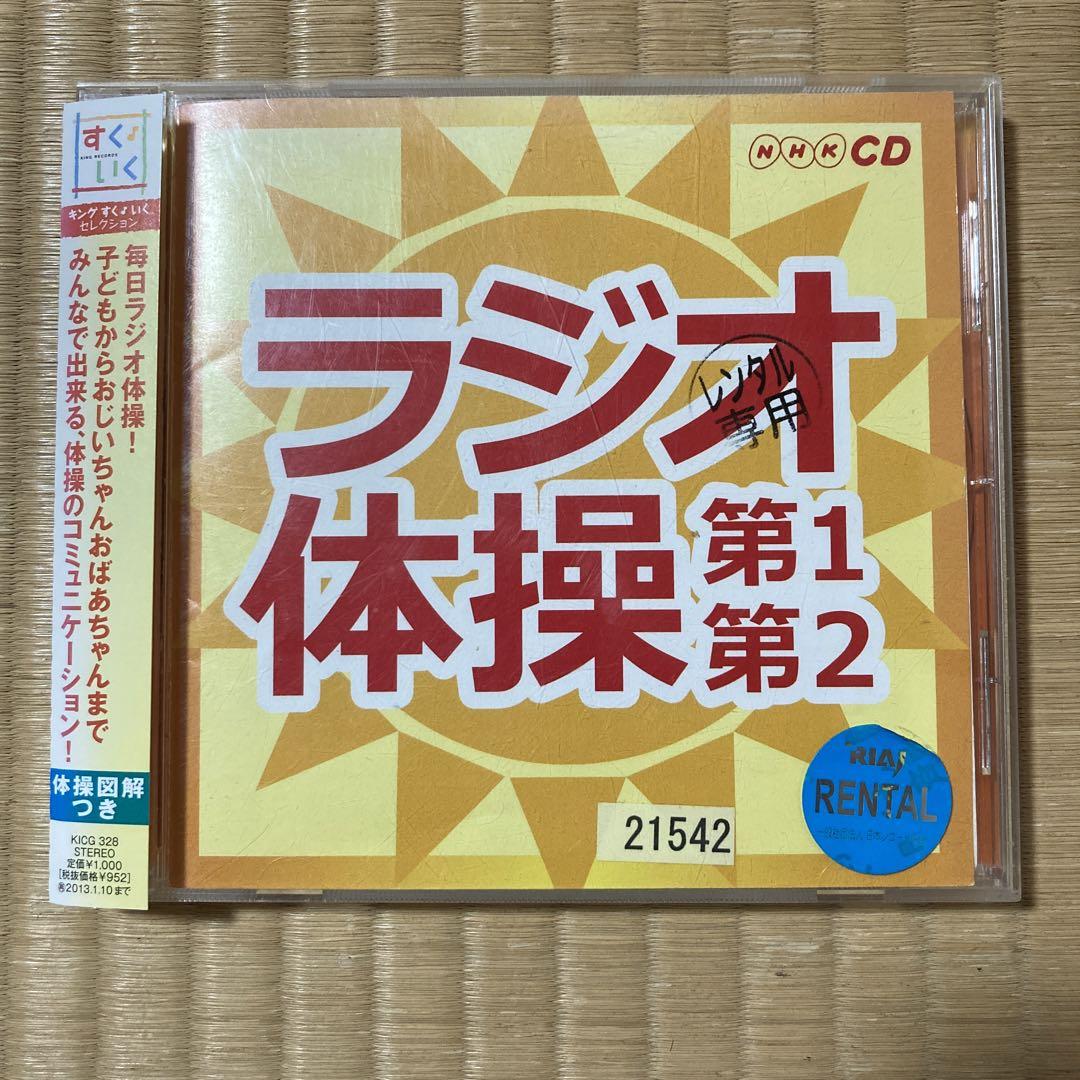 すく♪
KING RECORDS
いく
キング すく♪いく
セレクション
毎日ラジオ体操！
子どもからおじいちゃんおばあちゃんまで
みんなで出来る、体操のコミュニケーション！
体操図解
つき
KICG 328
STEREO
定価¥1,000
[税抜価格¥952]
®2013.1.10まで
NHK CD
ラジオ
体操
第1
第2
レンタル
専用
21542
RIAJ
RENTAL